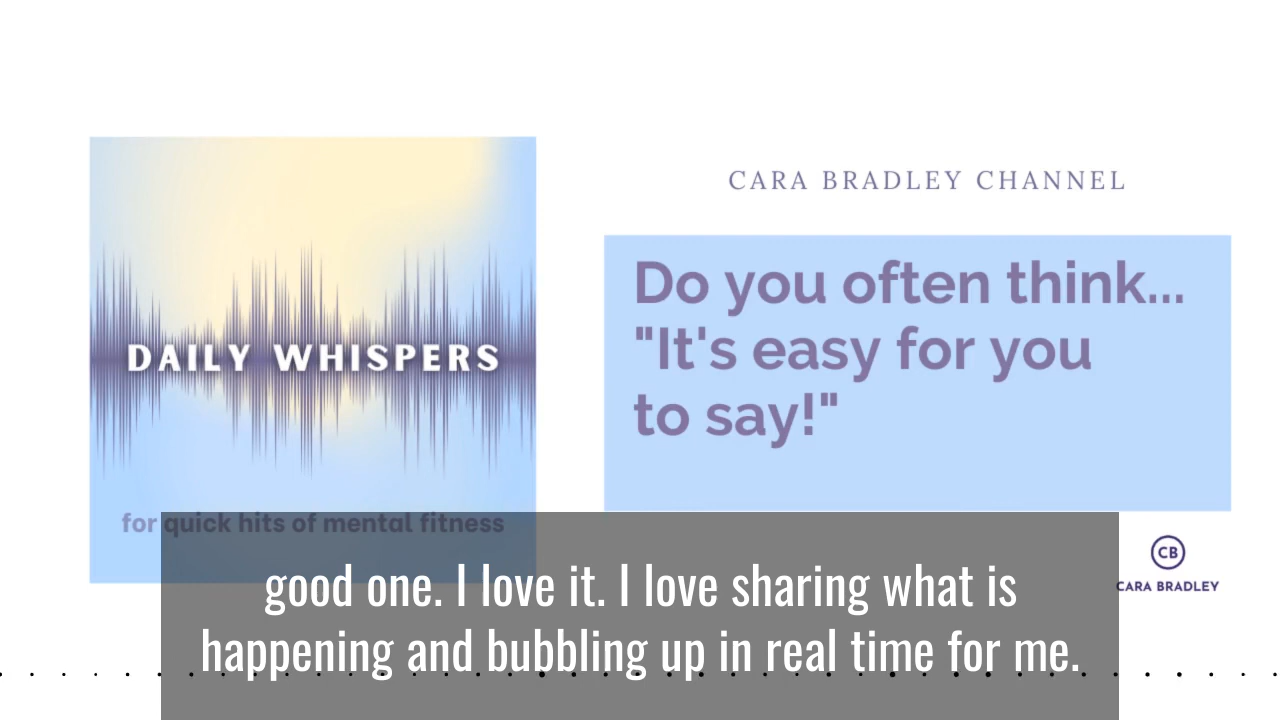 DAILY WHISPERS
for quick hits of mental fitness
CARA BRADLEY CHANNEL
Do you often think...
"It's easy for you
to say!"
CB
CARA BRADLEY
good one. I love it. I love sharing what is
happening and bubbling up in real time for me.